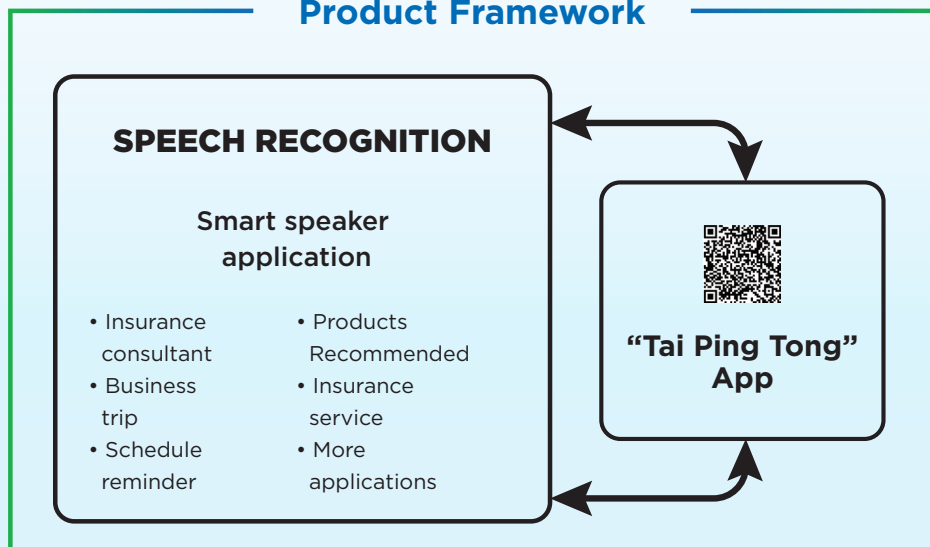 Product Framework
SPEECH RECOGNITION
Smart speaker
application
• Insurance
consultant
• Business
trip
• Schedule
reminder
• Products
Recommended
• Insurance
service
• More
applications
“Tai Ping Tong”
App